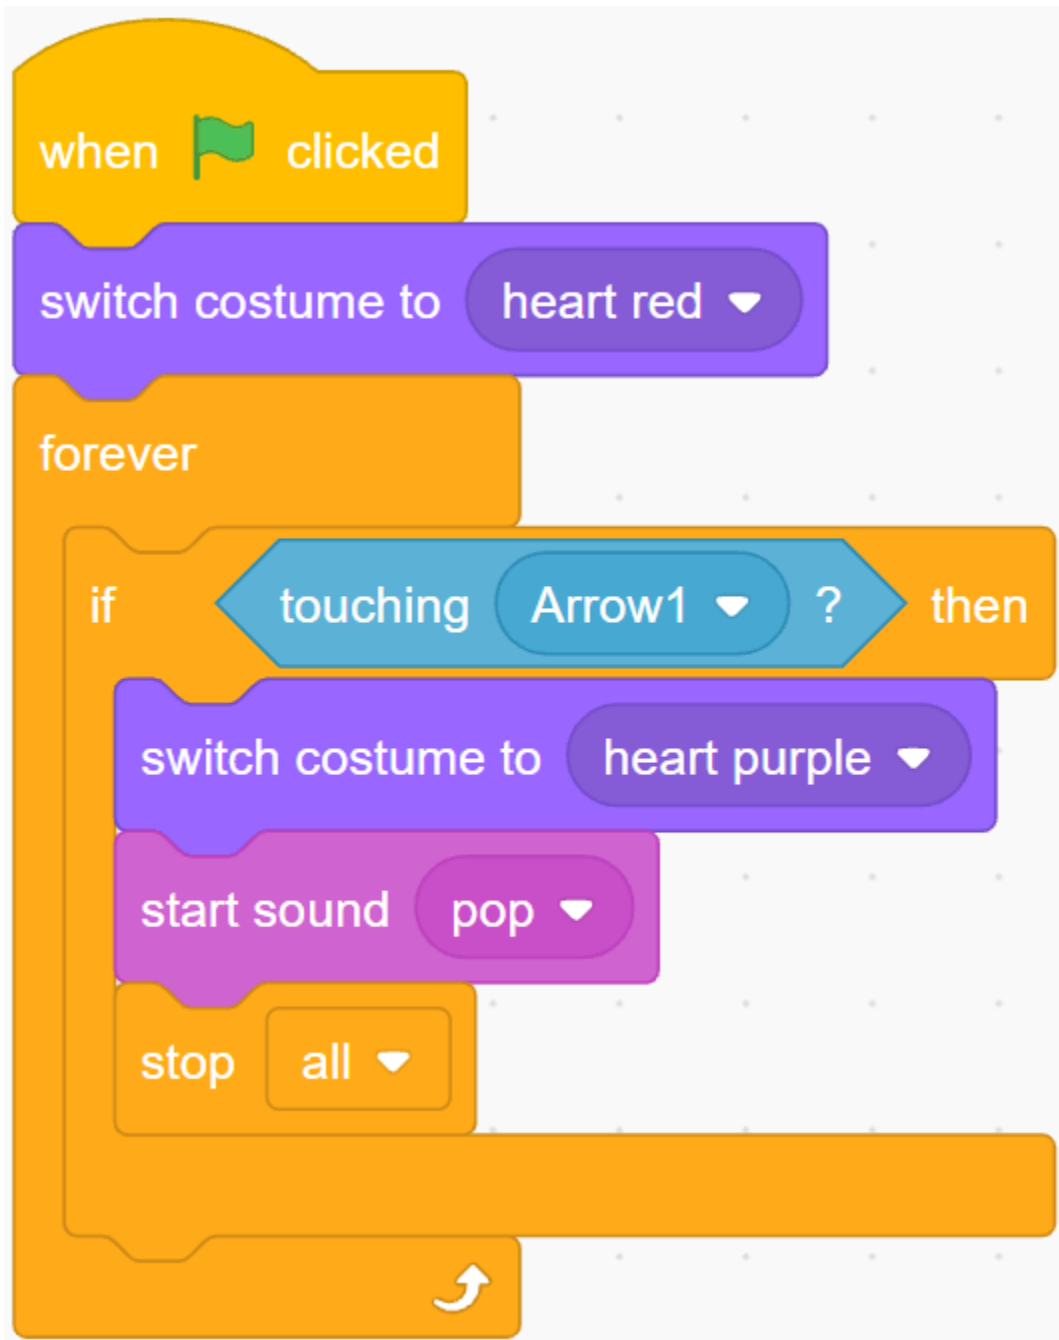 when clicked
switch costume to heart red
forever
if touching Arrow1 ? then
switch costume to heart purple
start sound pop
stop all